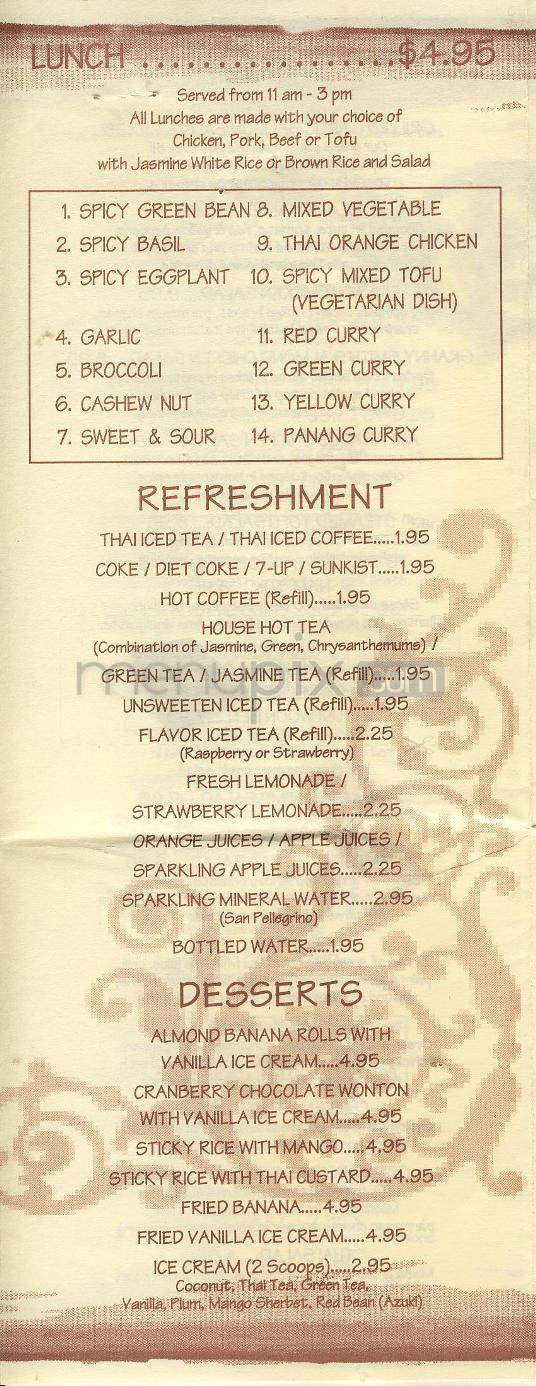 LUNCH ..................$4.95
Served from 11 am - 3 pm
All Lunches are made with your choice of
Chicken, Pork, Beef or Tofu
with Jasmine White Rice or Brown Rice and Salad
1. SPICY GREEN BEAN 8. MIXED VEGETABLE
2. SPICY BASIL 9. THAI ORANGE CHICKEN
3. SPICY EGGPLANT 10. SPICY MIXED TOFU
(VEGETARIAN DISH)
4. GARLIC 11. RED CURRY
5. BROCCOLI 12. GREEN CURRY
6. CASHEW NUT 13. YELLOW CURRY
7. SWEET & SOUR 14. PANANG CURRY
REFRESHMENT
THAI ICED TEA / THAI ICED COFFEE.....1.95
COKE / DIET COKE / 7-UP / SUNKIST.....1.95
HOT COFFEE (Refill).....1.95
HOUSE HOT TEA
(Combination of Jasmine, Green, Chrysanthemums) /
GREEN TEA / JASMINE TEA (Refill).....1.95
menupix.com
UNSWEETEN ICED TEA (Refill).....1.95
FLAVOR ICED TEA (Refill).....2.25
(Raspberry or Strawberry)
FRESH LEMONADE /
STRAWBERRY LEMONADE.....2.25
ORANGE JUICES / APPLE JUICES /
SPARKLING APPLE JUICES.....2.25
SPARKLING MINERAL WATER.....2.95
(San Pellegrino)
BOTTLED WATER.....1.95
DESSERTS
ALMOND BANANA ROLLS WITH
VANILLA ICE CREAM.....4.95
CRANBERRY CHOCOLATE WONTON
WITH VANILLA ICE CREAM.....4.95
STICKY RICE WITH MANGO.....4.95
STICKY RICE WITH THAI CUSTARD.....4.95
FRIED BANANA.....4.95
FRIED VANILLA ICE CREAM.....4.95
ICE CREAM (2 Scoops).....2.95
Coconut, Thai Tea, Green Tea,
Vanilla, Plum, Mango Sherbet, Red Bean (Azuki)